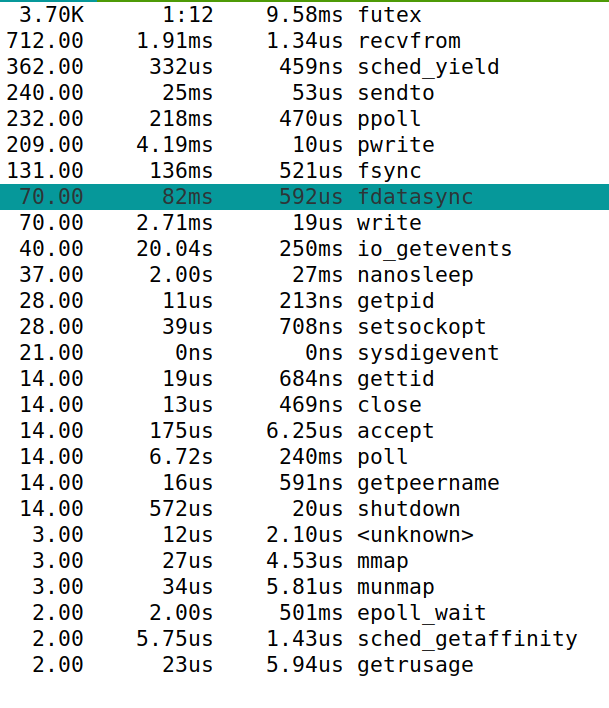 3.70K 1:12 9.58ms futex
712.00 1.91ms 1.34us recvfrom
362.00 332us 459ns sched_yield
240.00 25ms 53us sendto
232.00 218ms 470us ppoll
209.00 4.19ms 10us pwrite
131.00 136ms 521us fsync
70.00 82ms 592us fdatasync
70.00 2.71ms 19us write
40.00 20.04s 250ms io_getevents
37.00 2.00s 27ms nanosleep
28.00 11us 213ns getpid
28.00 39us 708ns setsockopt
21.00 0ns 0ns sysdigevent
14.00 19us 684ns gettid
14.00 13us 469ns close
14.00 175us 6.25us accept
14.00 6.72s 240ms poll
14.00 16us 591ns getpeername
14.00 572us 20us shutdown
3.00 12us 2.10us <unknown>
3.00 27us 4.53us mmap
3.00 34us 5.81us munmap
2.00 2.00s 501ms epoll_wait
2.00 5.75us 1.43us sched_getaffinity
2.00 23us 5.94us getrusage